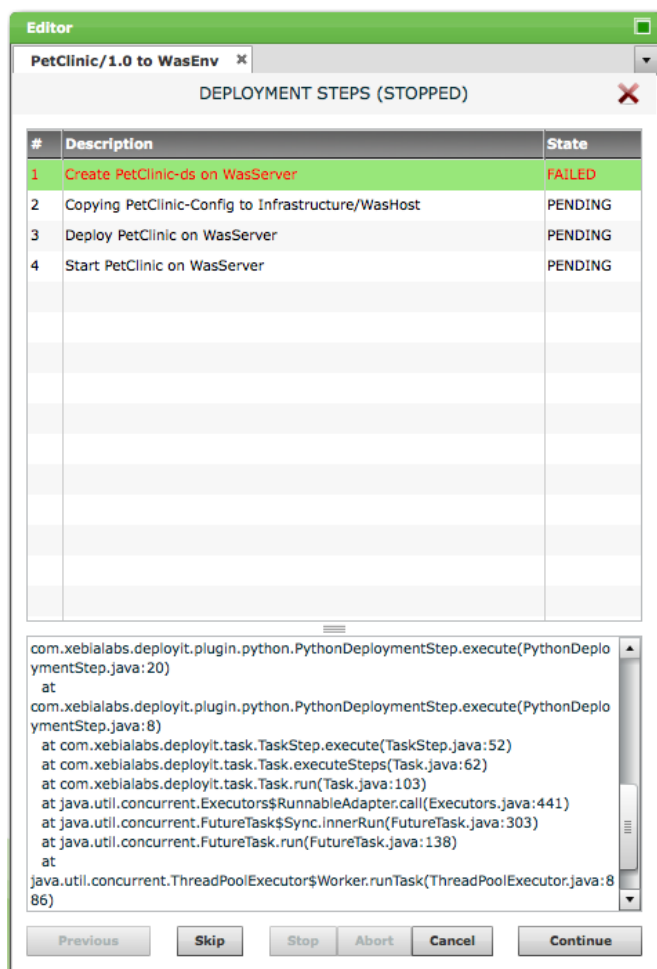 Editor
PetClinic/1.0 to WasEnv
DEPLOYMENT STEPS (STOPPED)
# Description State
1 Create PetClinic-ds on WasServer FAILED
2 Copying PetClinic-Config to Infrastructure/WasHost PENDING
3 Deploy PetClinic on WasServer PENDING
4 Start PetClinic on WasServer PENDING
com.xebialabs.deployit.plugin.python.PythonDeploymentStep.execute(PythonDeplo
ymentStep.java:20)
at
com.xebialabs.deployit.plugin.python.PythonDeploymentStep.execute(PythonDeplo
ymentStep.java:8)
at com.xebialabs.deployit.task.TaskStep.execute(TaskStep.java:52)
at com.xebialabs.deployit.task.Task.executeSteps(Task.java:62)
at com.xebialabs.deployit.task.Task.run(Task.java:103)
at java.util.concurrent.Executors$RunnableAdapter.call(Executors.java:441)
at java.util.concurrent.FutureTask$Sync.innerRun(FutureTask.java:303)
at java.util.concurrent.FutureTask.run(FutureTask.java:138)
at
java.util.concurrent.ThreadPoolExecutor$Worker.runTask(ThreadPoolExecutor.java:8
86)
Previous Skip Stop Abort Cancel Continue